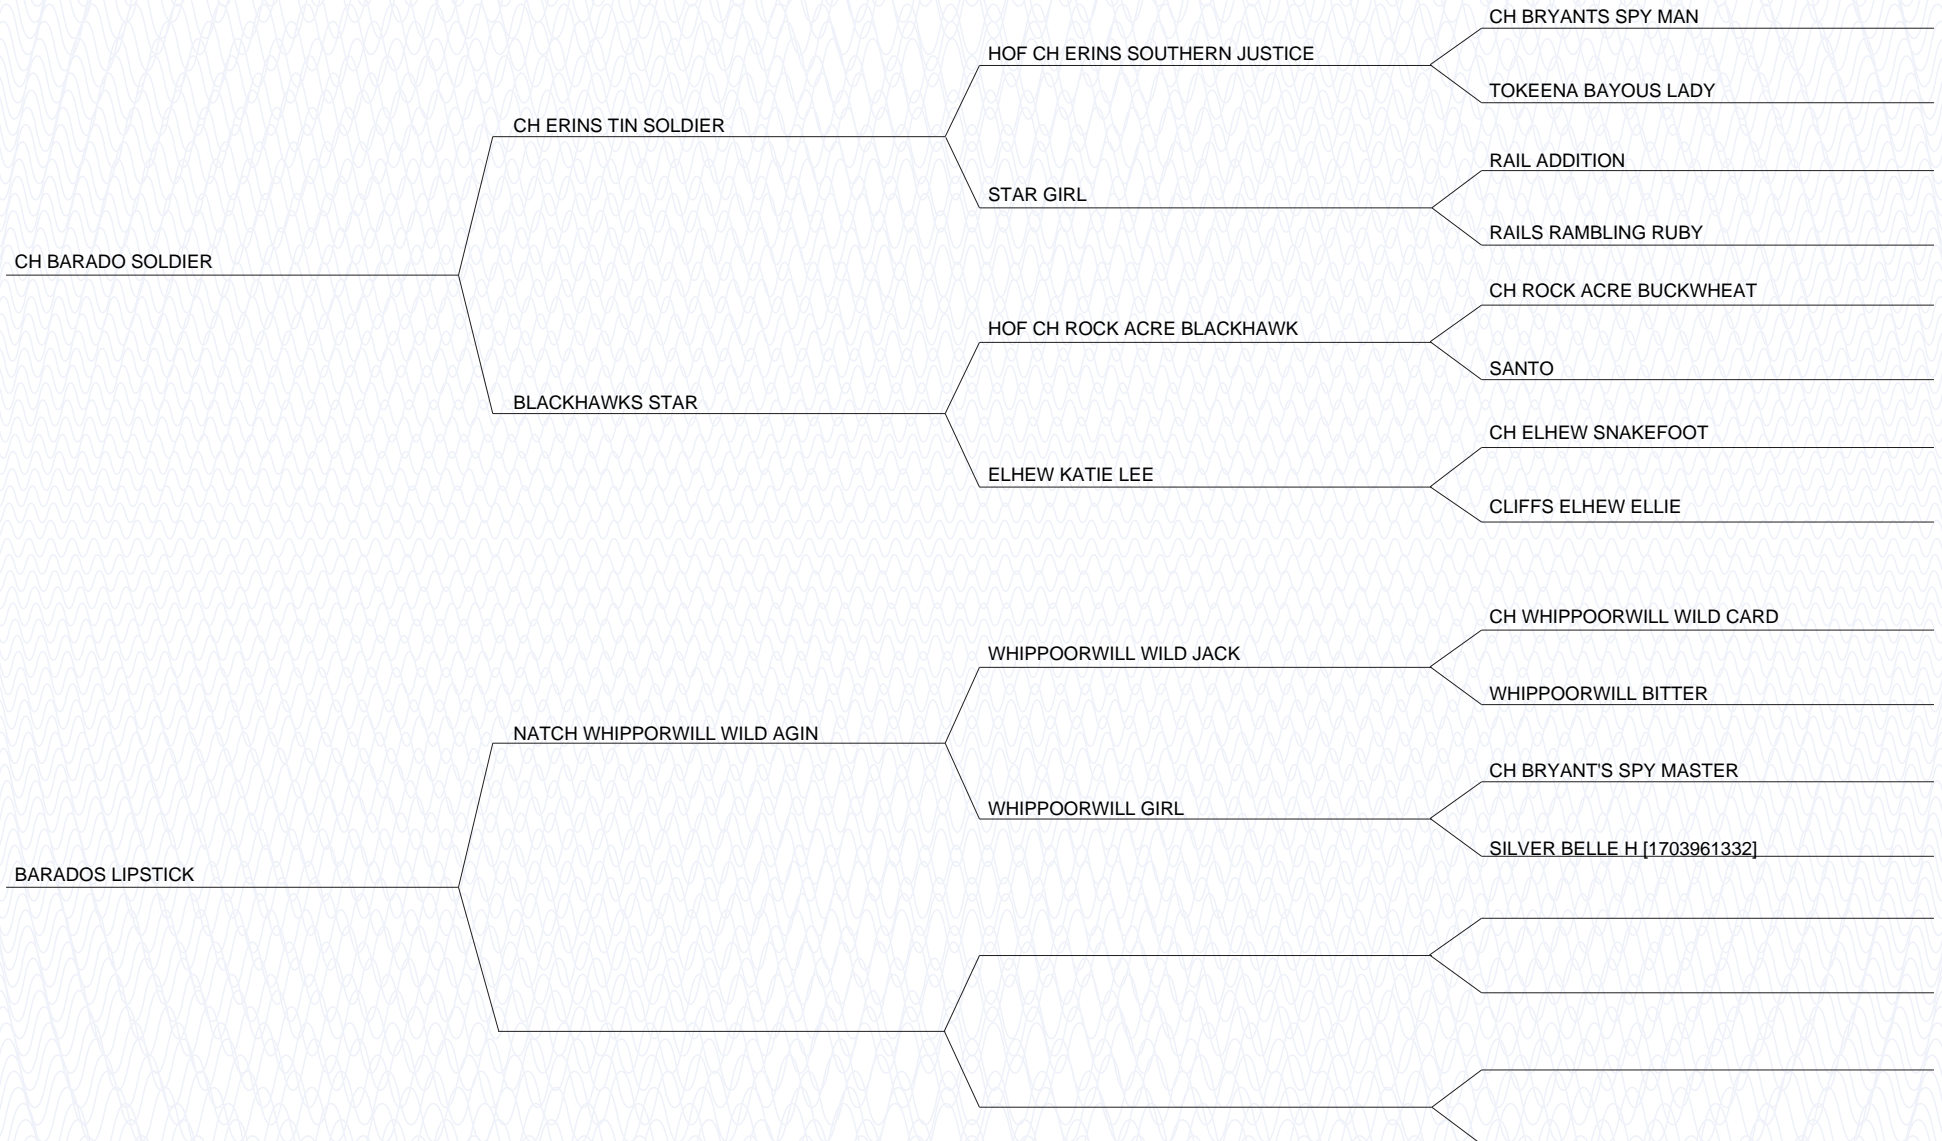 CH BRYANTS SPY MAN
HOF CH ERINS SOUTHERN JUSTICE
TOKEENA BAYOUS LADY
CH ERINS TIN SOLDIER
RAIL ADDITION
STAR GIRL
RAILS RAMBLING RUBY
CH BARADO SOLDIER
CH ROCK ACRE BUCKWHEAT
HOF CH ROCK ACRE BLACKHAWK
SANTO
BLACKHAWKS STAR
CH ELHEW SNAKEFOOT
ELHEW KATIE LEE
CLIFFS ELHEW ELLIE
CH WHIPPOORWILL WILD CARD
WHIPPOORWILL WILD JACK
WHIPPOORWILL BITTER
NATCH WHIPPORWILL WILD AGIN
CH BRYANT'S SPY MASTER
WHIPPOORWILL GIRL
SILVER BELLE H [1703961332]
BARADOS LIPSTICK